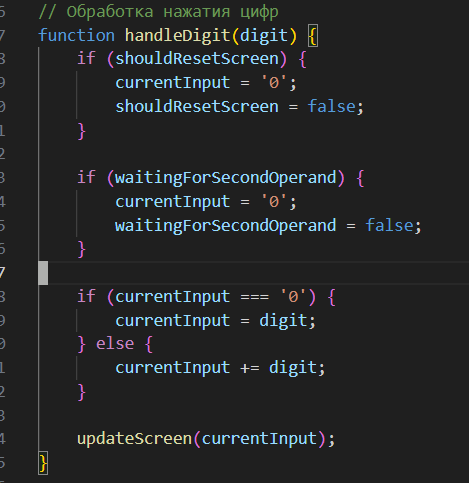 // Обработка нажатия цифр
function handleDigit(digit) {
if (shouldResetScreen) {
currentInput = '0';
shouldResetScreen = false;
}
if (waitingForSecondOperand) {
currentInput = '0';
waitingForSecondOperand = false;
}
if (currentInput === '0') {
currentInput = digit;
} else {
currentInput += digit;
}
updateScreen(currentInput);
}